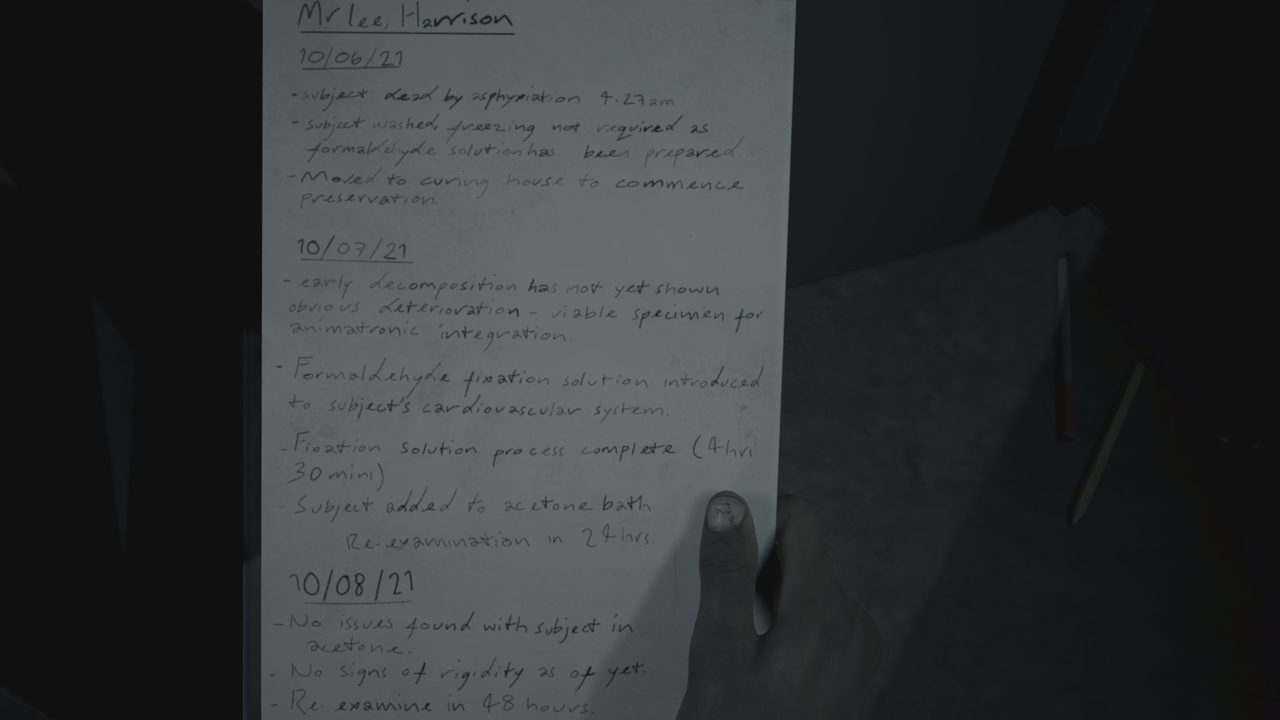 Mr Lee, Harrison
10/06/21
- subject dead by asphyxiation 4.27am
- subject washed, freezing not required as
formaldehyde solution has been prepared
- Moved to curing house to commence
preservation.
10/07/21
- early decomposition has not yet shown
obvious deterioration - viable specimen for
animatronic integration.
- Formaldehyde fixation solution introduced
to subject's cardiovascular system.
- Fixation solution process complete (4hrs
30 mins)
- Subject added to acetone bath
Re-examination in 24hrs.
10/08/21
- No issues found with subject in
acetone.
- No signs of rigidity as of yet.
- Re examine in 48 hours.